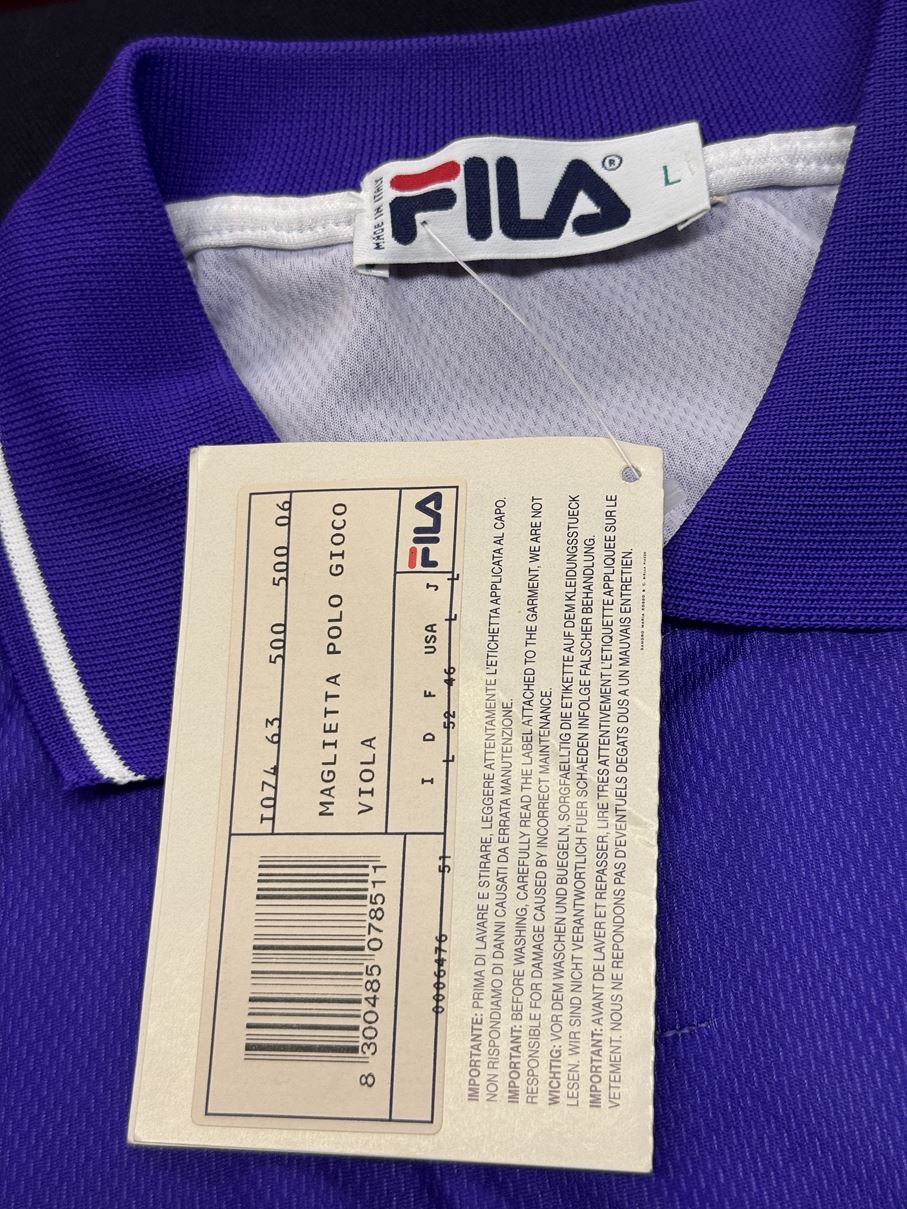 MADE IN ITALY
FILA®
L
I074 63 500 500 06
MAGLIETTA POLO GIOCO
VIOLA
FILA
I D F USA J
L 52 46 L L
8 300485 078511
0006476 51
IMPORTANTE: PRIMA DI LAVARE E STIRARE, LEGGERE ATTENTAMENTE L'ETICHETTA APPLICATA AL CAPO.
NON RISPONDIAMO DI DANNI CAUSATI DA ERRATA MANUTENZIONE.
IMPORTANT: BEFORE WASHING, CAREFULLY READ THE LABEL ATTACHED TO THE GARMENT, WE ARE NOT
RESPONSIBLE FOR DAMAGE CAUSED BY INCORRECT MAINTENANCE.
WICHTIG: VOR DEM WASCHEN UND BUEGELN, SORGFAELLTIG DIE ETIKETTE AUF DEM KLEIDUNGSSTUECK
LESEN. WIR SIND NICHT VERANTWORTLICH FUER SCHAEDEN INFOLGE FALSCHER BEHANDLUNG.
IMPORTANT: AVANT DE LAVER ET REPASSER, LIRE TRES ATTENTIVEMENT L'ETIQUETTE APPLIQUEE SUR LE
VETEMENT. NOUS NE REPONDONS PAS D'EVENTUELS DEGATS DUS A UN MAUVAIS ENTRETIEN.